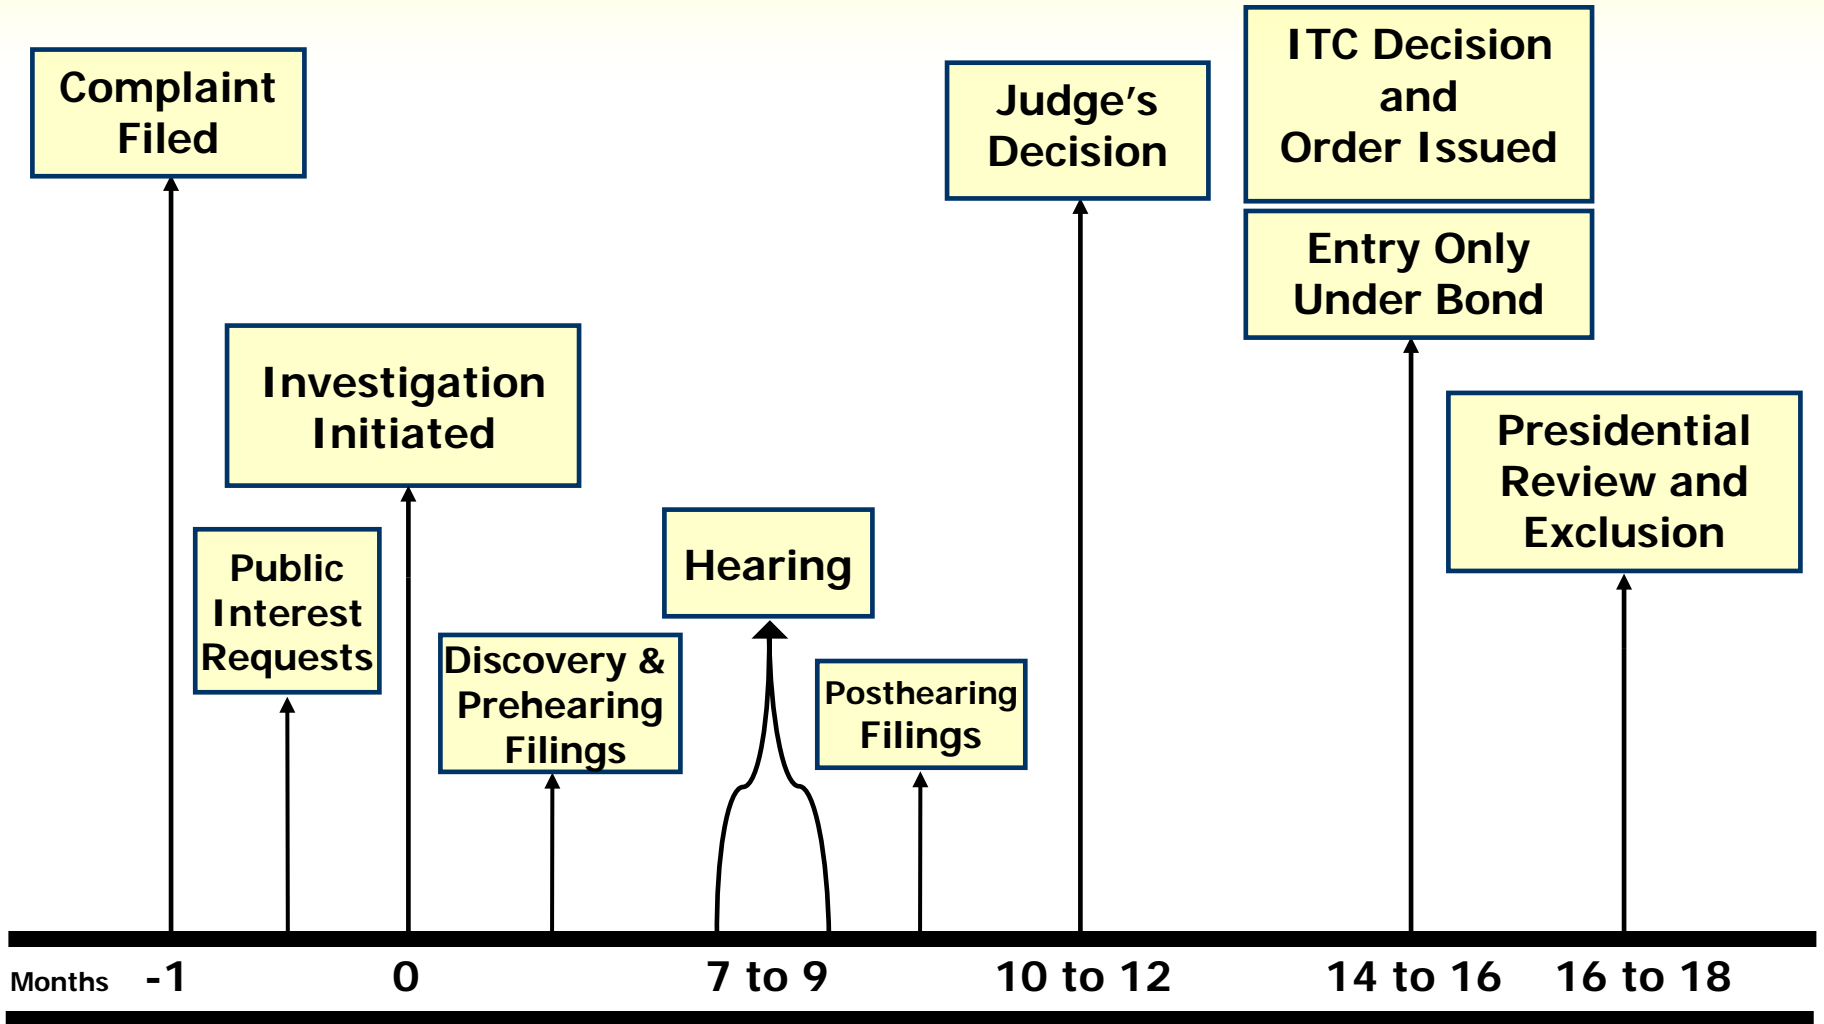 Complaint
Filed
Investigation
Initiated
Public
Interest
Requests
Discovery &
Prehearing
Filings
Hearing
Posthearing
Filings
Judge's
Decision
ITC Decision
and
Order Issued
Entry Only
Under Bond
Presidential
Review and
Exclusion
Months -1 0 7 to 9 10 to 12 14 to 16 16 to 18